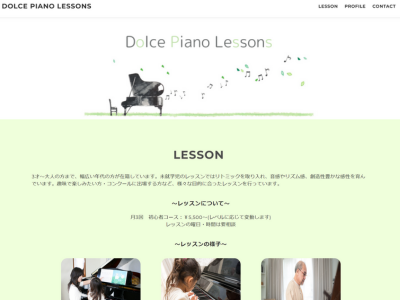 DOLCE PIANO LESSONS
LESSON PROFILE CONTACT
Dolce Piano Lessons
LESSON
3才～大人の方まで、幅広い年代の方が在籍しています。未就学児のレッスンではリトミックを取り入れ、音感やリズム感、創造性豊かな感性を育んで
います。趣味で楽しみたい方・コンクールに出場する方など、様々な目的に合ったレッスンを行っています。
～レッスンについて～
月3回 初心者コース：￥5,500～(レベルに応じて変動します)
レッスンの曜日・時間は要相談
～レッスンの様子～